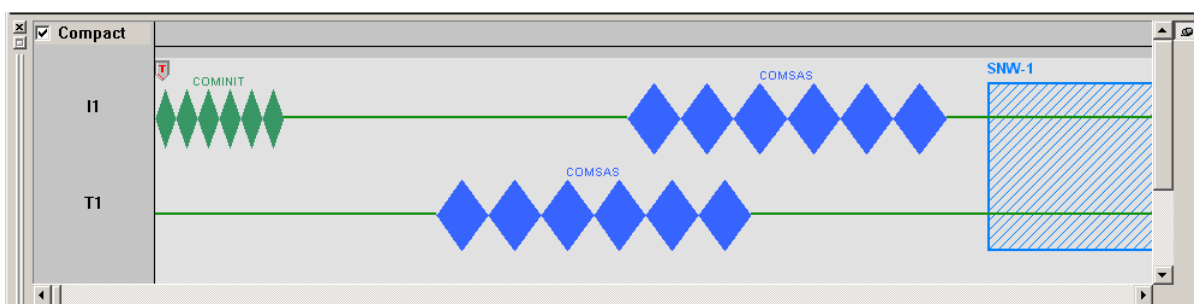 Compact
T
COMINIT
COMSAS
SNW-1
I1
COMSAS
T1